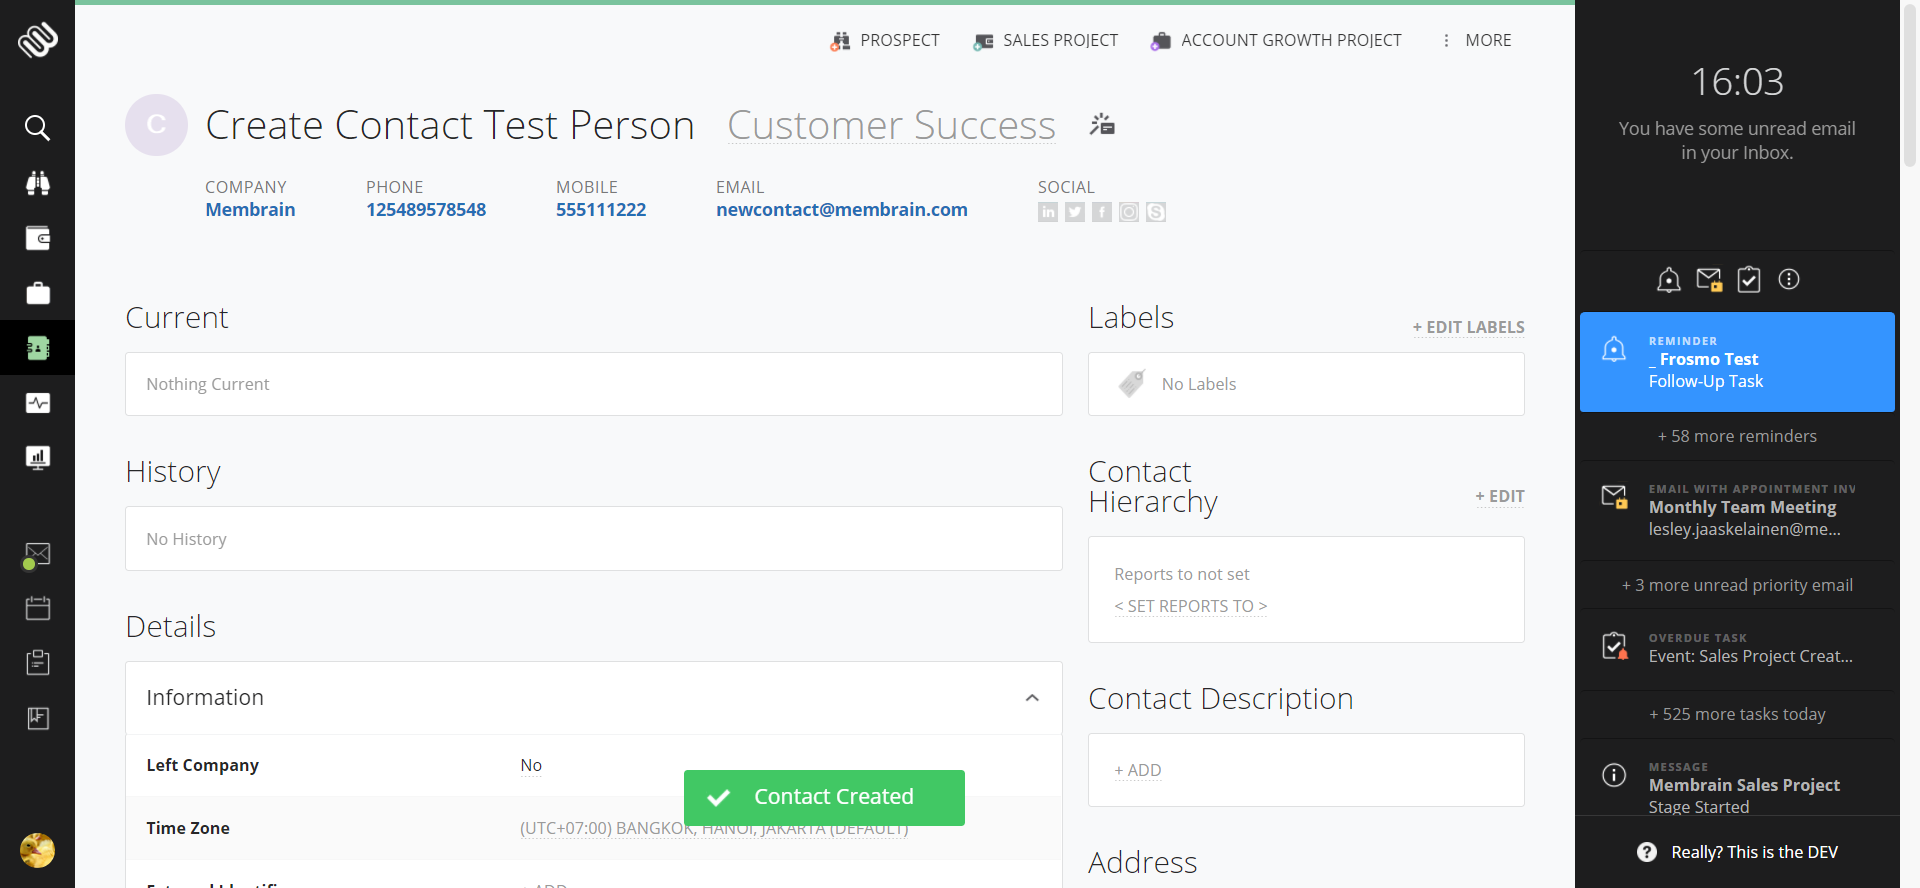 PROSPECT
SALES PROJECT
ACCOUNT GROWTH PROJECT
MORE
C
Create Contact Test Person
Customer Success
COMPANY
Membrain
PHONE
125489578548
MOBILE
555111222
EMAIL
newcontact@membrain.com
SOCIAL
Current
Nothing Current
History
No History
Details
Information
Left Company
No
Time Zone
(UTC+07:00) BANGKOK, HANOI, JAKARTA (DEFAULT)
+ ADD
Contact Created
Labels
+ EDIT LABELS
No Labels
Contact
Hierarchy
+ EDIT
Reports to not set
< SET REPORTS TO >
Contact Description
+ ADD
Address
16:03
You have some unread email
in your Inbox.
REMINDER
_ Frosmo Test
Follow-Up Task
+ 58 more reminders
EMAIL WITH APPOINTMENT INV
Monthly Team Meeting
lesley.jaaskelainen@me...
+ 3 more unread priority email
OVERDUE TASK
Event: Sales Project Creat...
+ 525 more tasks today
MESSAGE
Membrain Sales Project
Stage Started
? Really? This is the DEV